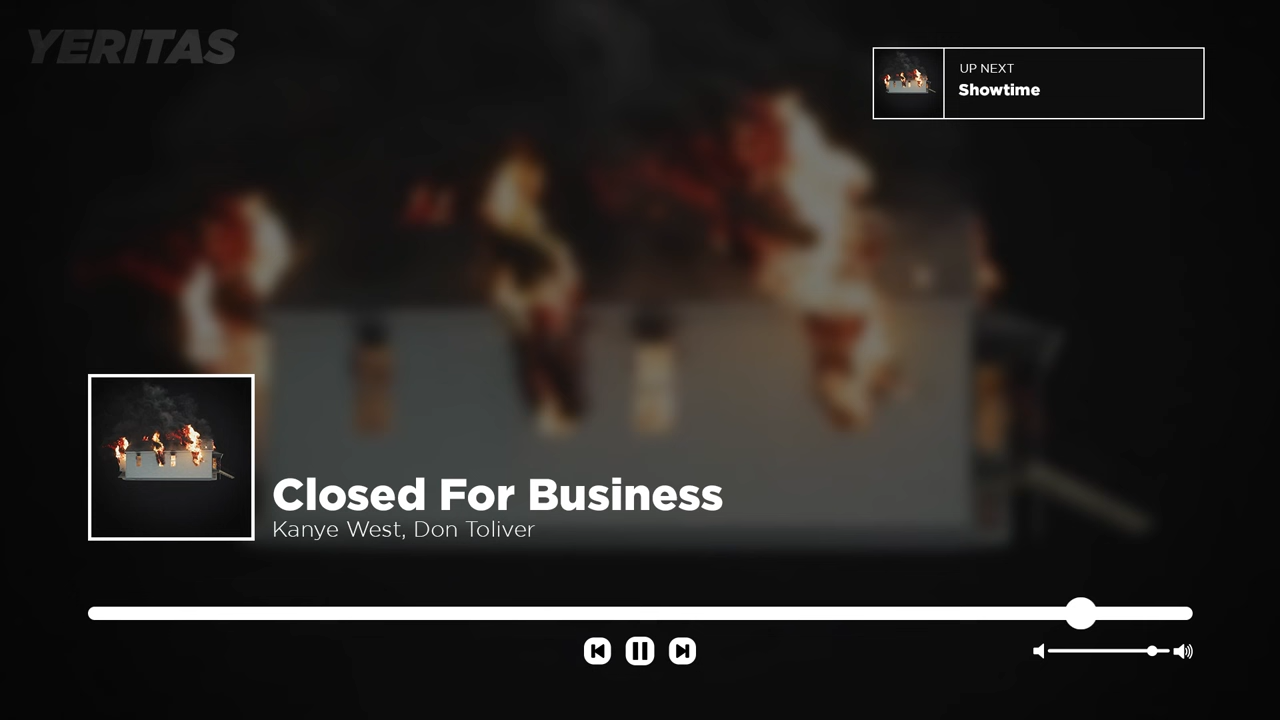 YERITAS
UP NEXT
Showtime
Closed For Business
Kanye West, Don Toliver